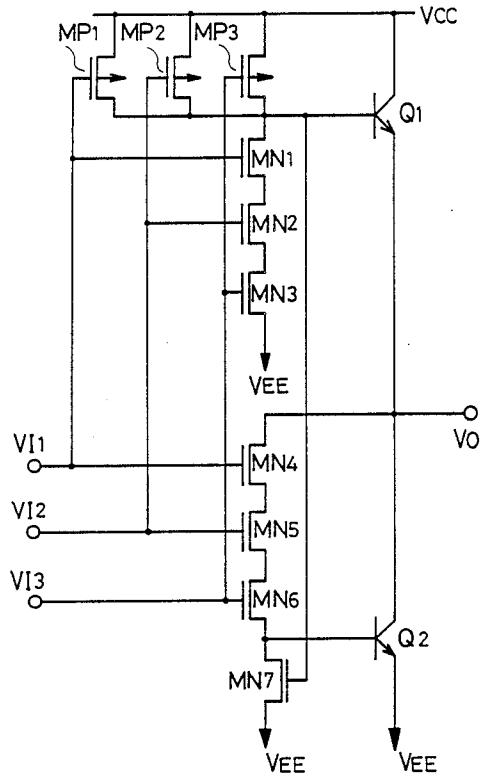 MP1 MP2 MP3 VCC
Q1
MN1
MN2
MN3
VEE
VO
VI1
MN4
VI2
MN5
VI3
MN6
Q2
MN7
VEE
VEE